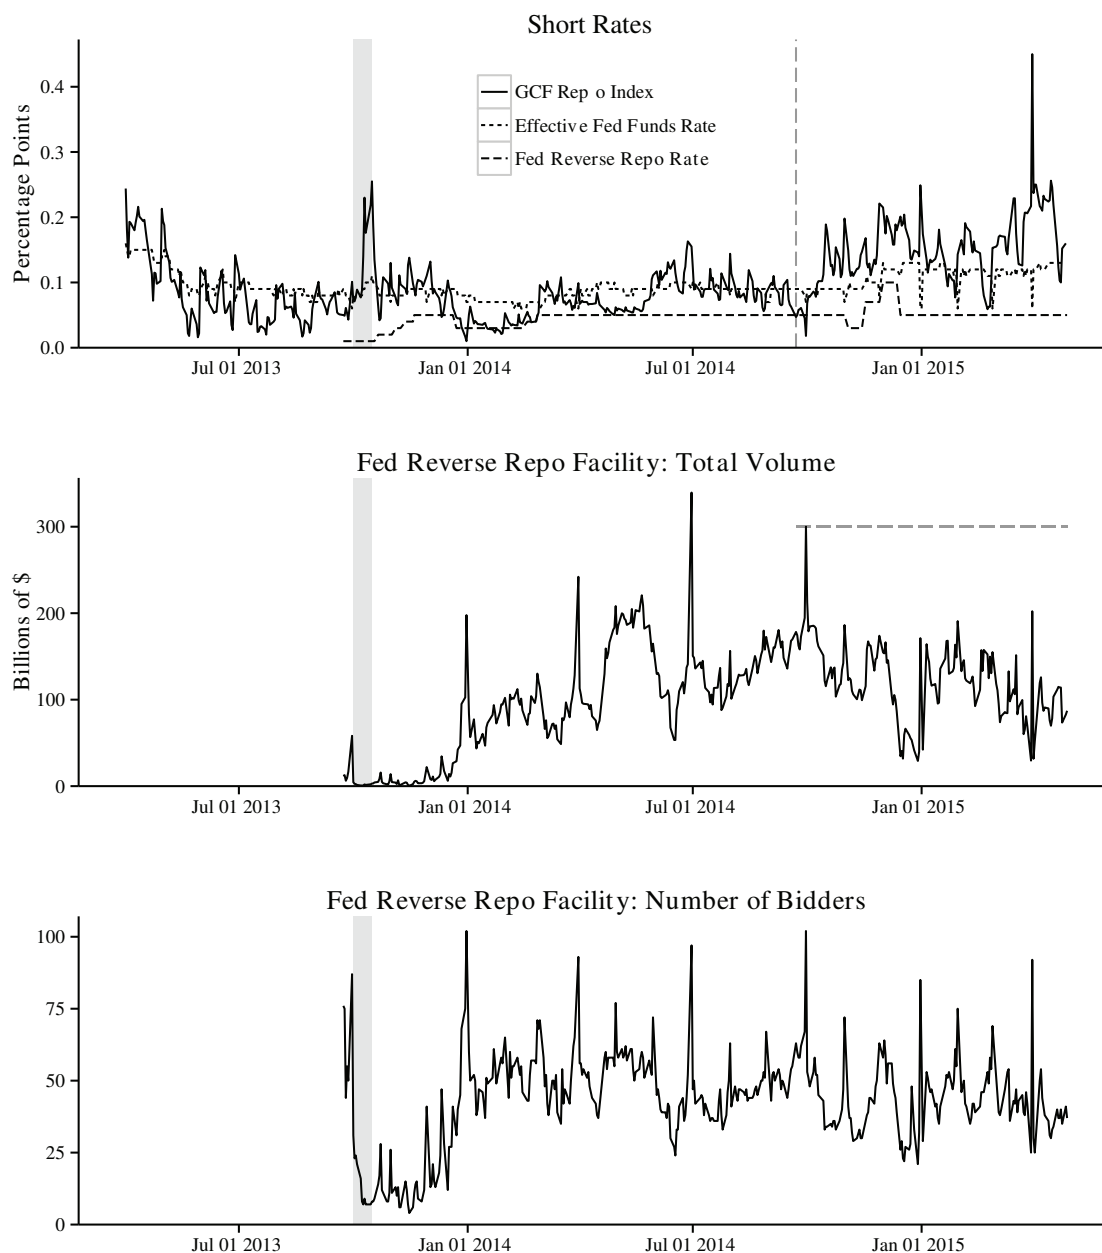 Short Rates
Percentage Points
0.4
0.3
0.2
0.1
0.0
GCF Rep o Index
Effective Fed Funds Rate
Fed Reverse Repo Rate
Jul 01 2013 Jan 01 2014 Jul 01 2014 Jan 01 2015
Fed Reverse Repo Facility: Total Volume
Billions of $
300
200
100
0
Jul 01 2013 Jan 01 2014 Jul 01 2014 Jan 01 2015
Fed Reverse Repo Facility: Number of Bidders
100
75
50
25
0
Jul 01 2013 Jan 01 2014 Jul 01 2014 Jan 01 2015